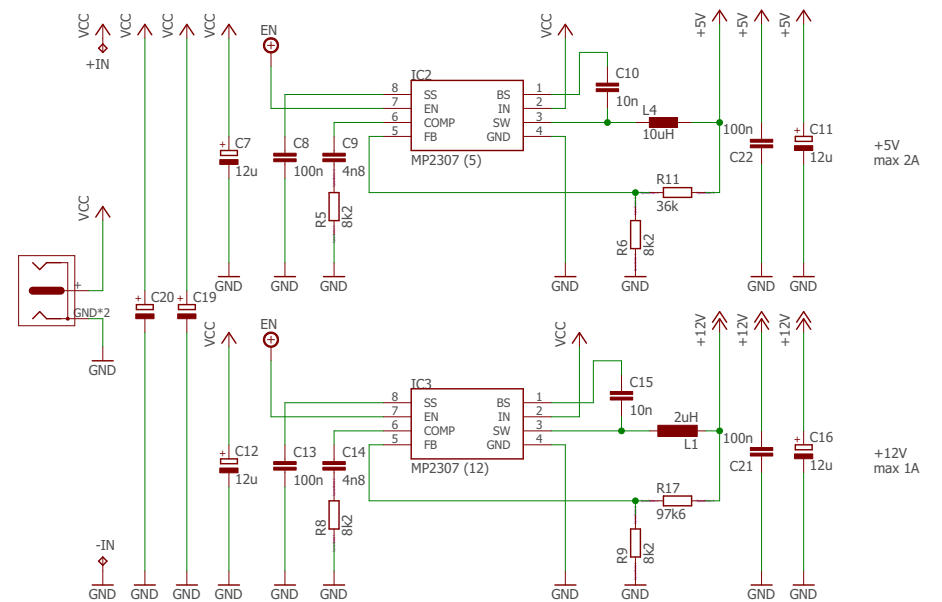 VCC VCC VCC VCC EN VCC +5V +5V +5V
+IN
IC2
8 SS BS 1
7 EN IN 2
6 COMP SW 3
5 FB GND 4
MP2307 (5)
C10
10n
L4
10uH
C7
12u
C8
100n
C9
4n8
R5
8k2
R11
36k
R6
8k2
100n
C22
C11
12u
+5V
max 2A
VCC
GND GND GND GND GND GND GND
+
GND*2
GND
C20
C19
VCC EN VCC +12V +12V +12V
IC3
8 SS BS 1
7 EN IN 2
6 COMP SW 3
5 FB GND 4
MP2307 (12)
C15
10n
2uH
L1
C12
12u
C13
100n
C14
4n8
R8
8k2
R17
97k6
R9
8k2
100n
C21
C16
12u
+12V
max 1A
-IN
GND GND GND GND GND GND GND GND GND GND